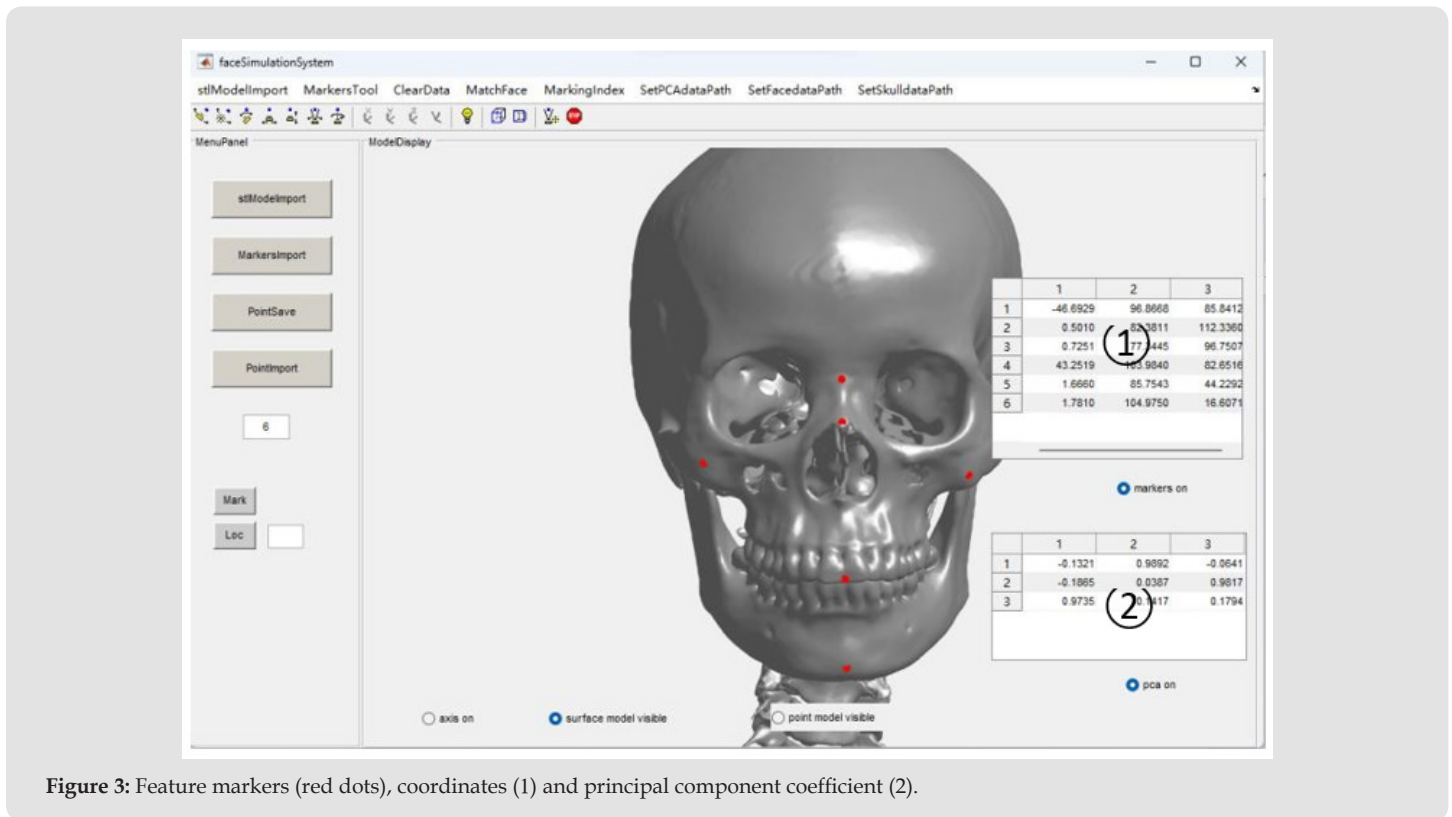 faceSimulationSystem
stlModelImport MarkersTool ClearData MatchFace MarkingIndex SetPCAdataPath SetFacedataPath SetSkulldataPath
MenuPanel ModelDisplay
stlModelImport
MarkersImport
PointSave
PointImport
6
Mark
Loc
1 2 3
1 -46.6929 96.8668 85.8412
2 0.5010 112.3360
3 0.7251 96.7507
4 43.2519 82.6516
5 1.6660 85.7543 44.2292
6 1.7810 104.9750 16.6071
①
markers on
1 2 3
1 -0.1321 0.9892 -0.0641
2 -0.1865 0.0387 0.9817
3 0.9735 0.1794
②
pca on
axis on surface model visible point model visible
Figure 3: Feature markers (red dots), coordinates (1) and principal component coefficient (2).